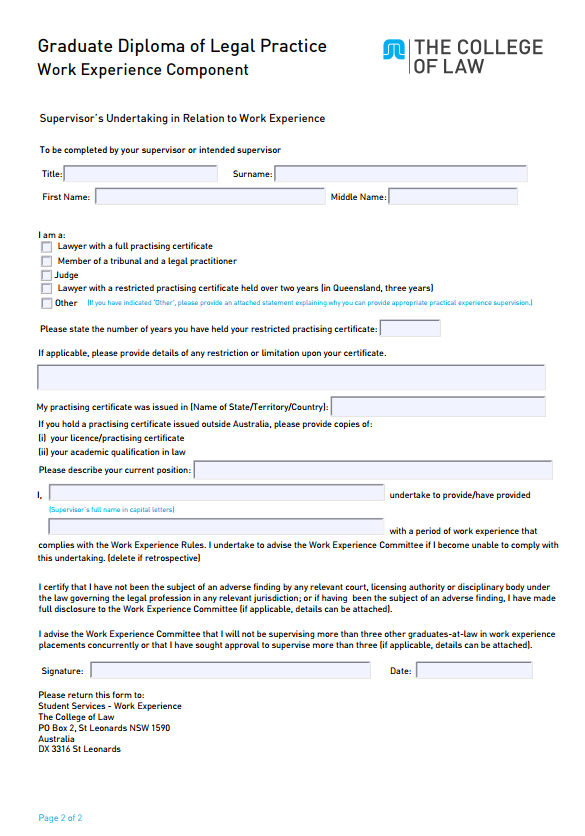 Graduate Diploma of Legal Practice
Work Experience Component
THE COLLEGE
OF LAW
Supervisor's Undertaking in Relation to Work Experience
To be completed by your supervisor or intended supervisor
Title: Surname:
First Name: Middle Name:
I am a:
Lawyer with a full practising certificate
Member of a tribunal and a legal practitioner
Judge
Lawyer with a restricted practising certificate held over two years (in Queensland, three years)
Other (If you have indicated 'Other', please provide an attached statement explaining why you can provide appropriate practical experience supervision.)
Please state the number of years you have held your restricted practising certificate:
If applicable, please provide details of any restriction or limitation upon your certificate.
My practising certificate was issued in (Name of State/Territory/Country):
If you hold a practising certificate issued outside Australia, please provide copies of:
(i) your licence/practising certificate
(ii) your academic qualification in law
Please describe your current position:
I, undertake to provide/have provided
(Supervisor's full name in capital letters)
with a period of work experience that
complies with the Work Experience Rules. I undertake to advise the Work Experience Committee if I become unable to comply with
this undertaking. (delete if retrospective)
I certify that I have not been the subject of an adverse finding by any relevant court, licensing authority or disciplinary body under
the law governing the legal profession in any relevant jurisdiction; or if having been the subject of an adverse finding, I have made
full disclosure to the Work Experience Committee (if applicable, details can be attached).
I advise the Work Experience Committee that I will not be supervising more than three other graduates-at-law in work experience
placements concurrently or that I have sought approval to supervise more than three (if applicable, details can be attached).
Signature: Date:
Please return this form to:
Student Services - Work Experience
The College of Law
PO Box 2, St Leonards NSW 1590
Australia
DX 3316 St Leonards
Page 2 of 2